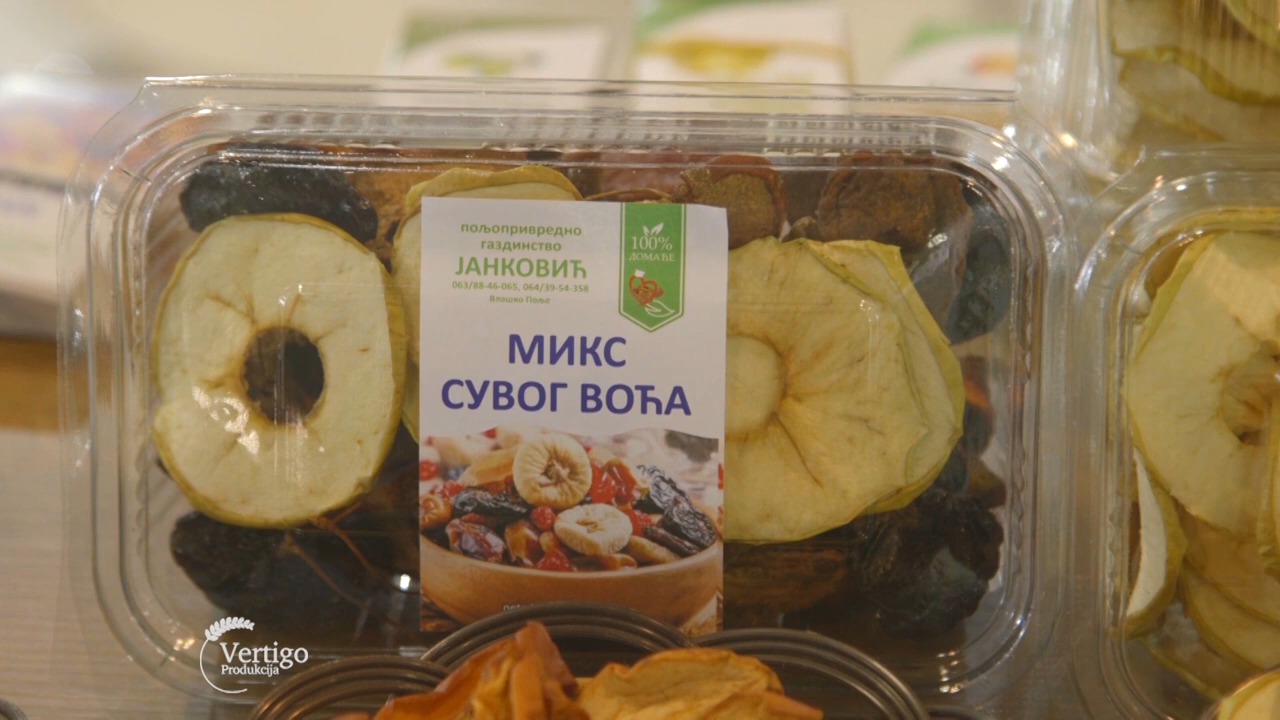 пољопривредно
газдинство
ЈАНКОВИЋ
063/88-46-065, 064/39-54-358
Влашко Поље
100%
ДОМАЋЕ
МИКС
СУВОГ ВОЋА
Vertigo
Produkcija